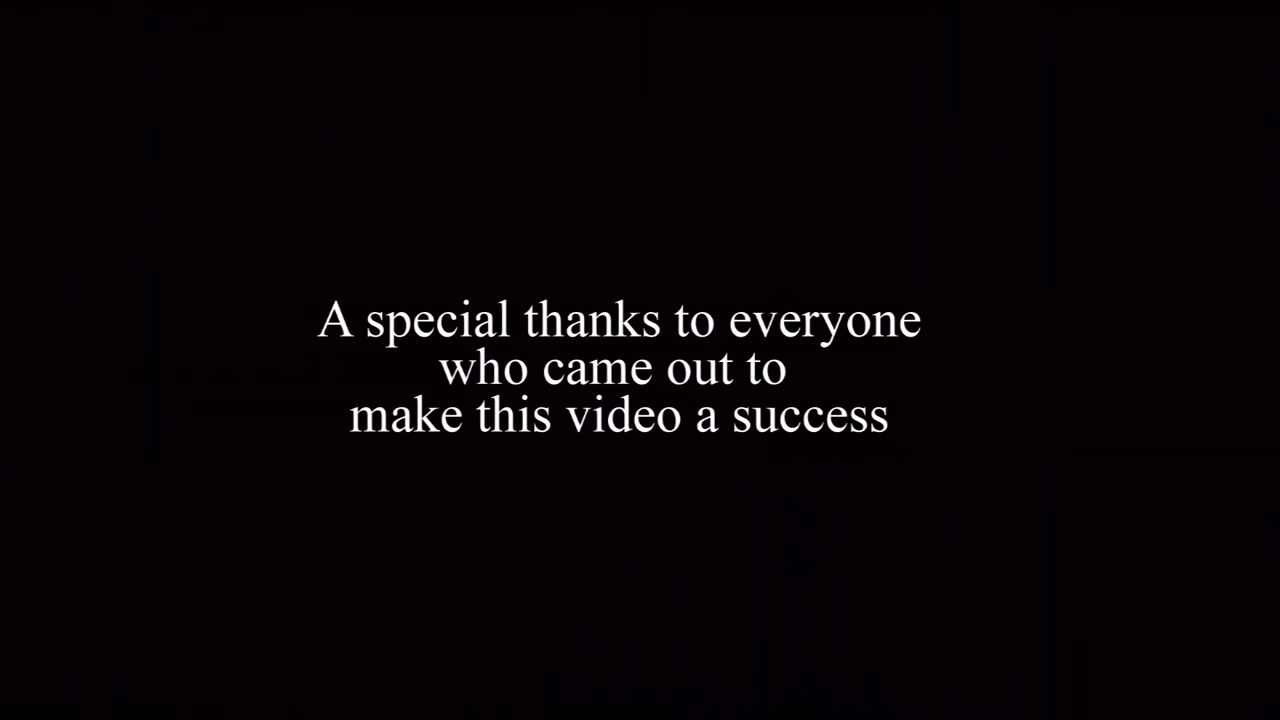 A special thanks to everyone
who came out to
make this video a success